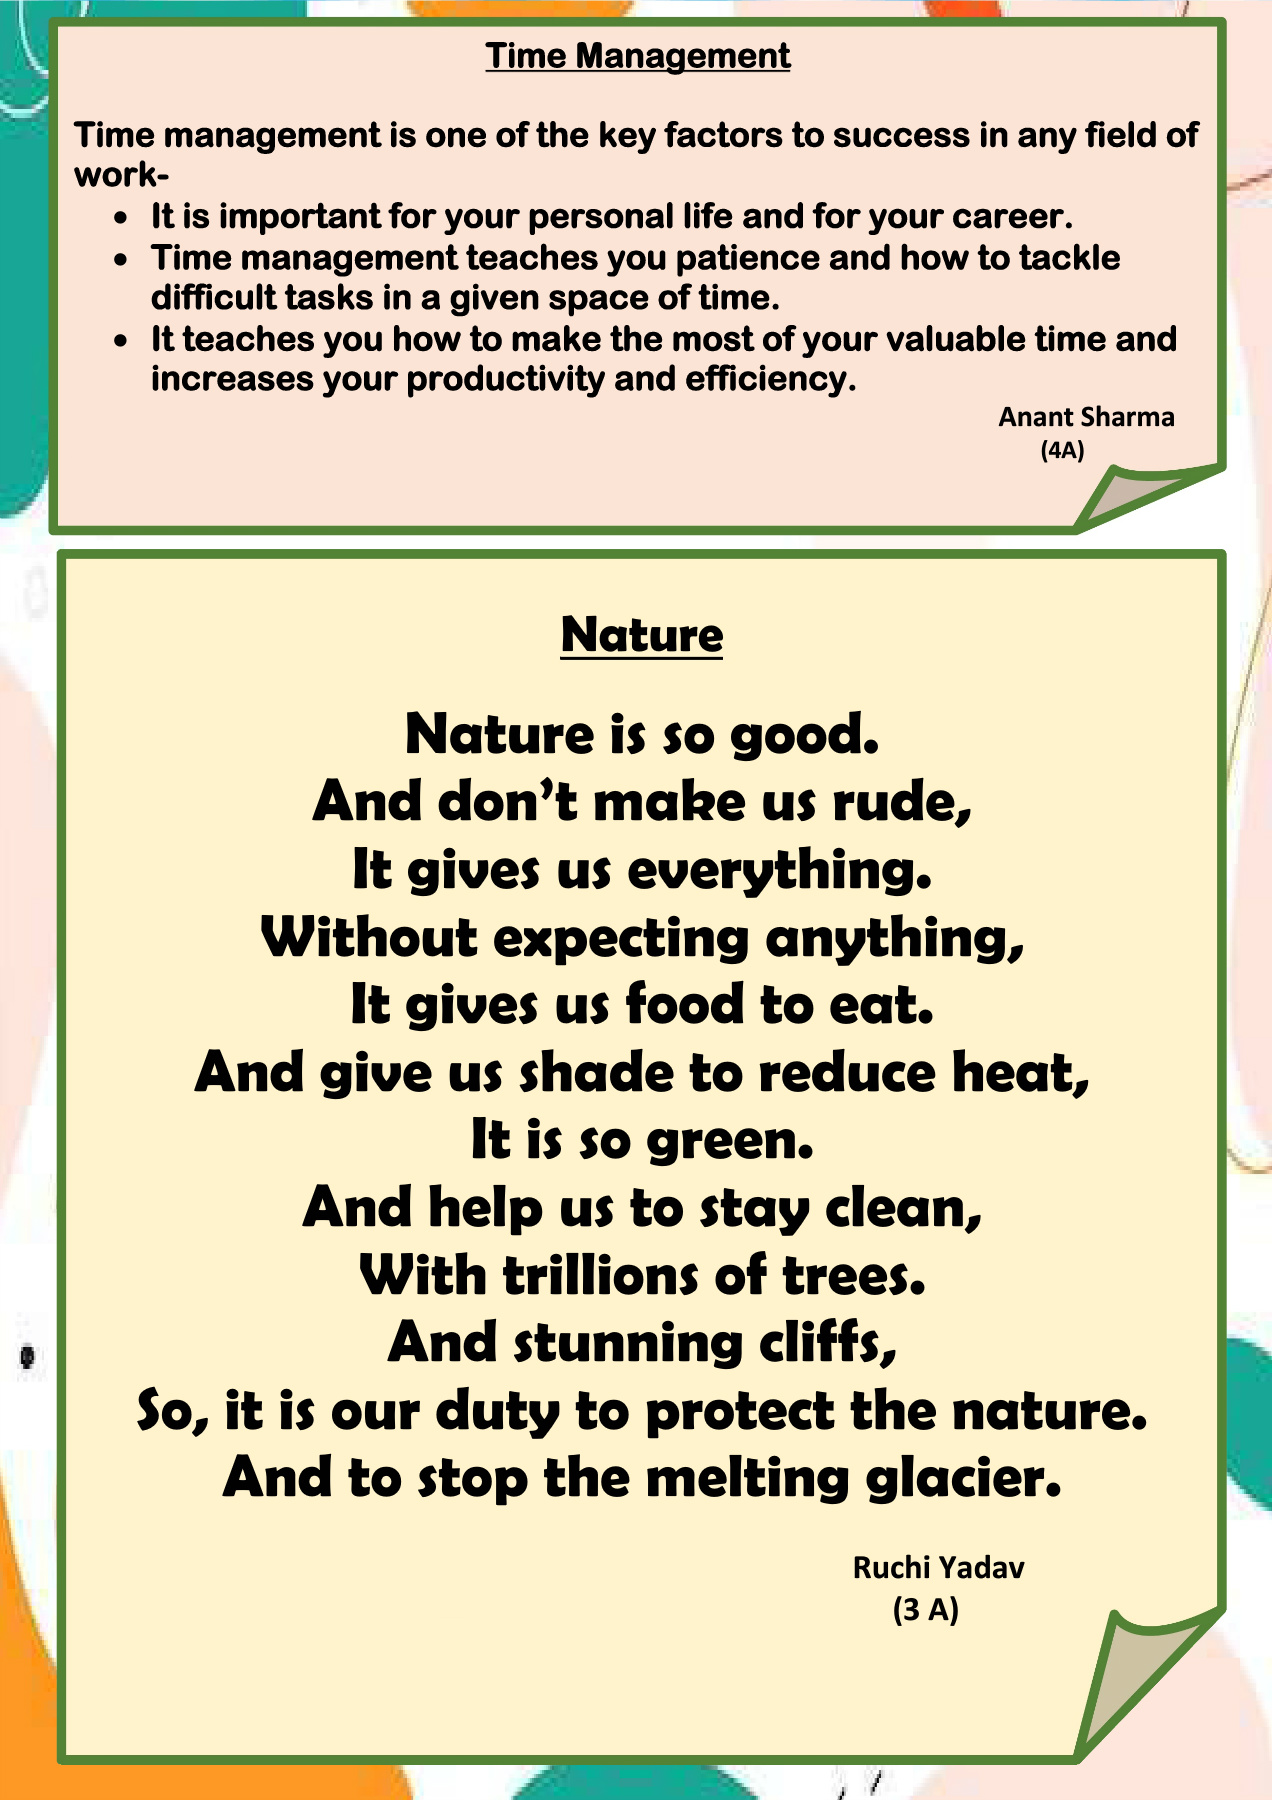 Time Management
Time management is one of the key factors to success in any field of
work-
• It is important for your personal life and for your career.
• Time management teaches you patience and how to tackle
difficult tasks in a given space of time.
• It teaches you how to make the most of your valuable time and
increases your productivity and efficiency.
Anant Sharma
(4A)
Nature
Nature is so good.
And don’t make us rude,
It gives us everything.
Without expecting anything,
It gives us food to eat.
And give us shade to reduce heat,
It is so green.
And help us to stay clean,
With trillions of trees.
And stunning cliffs,
So, it is our duty to protect the nature.
And to stop the melting glacier.
Ruchi Yadav
(3 A)